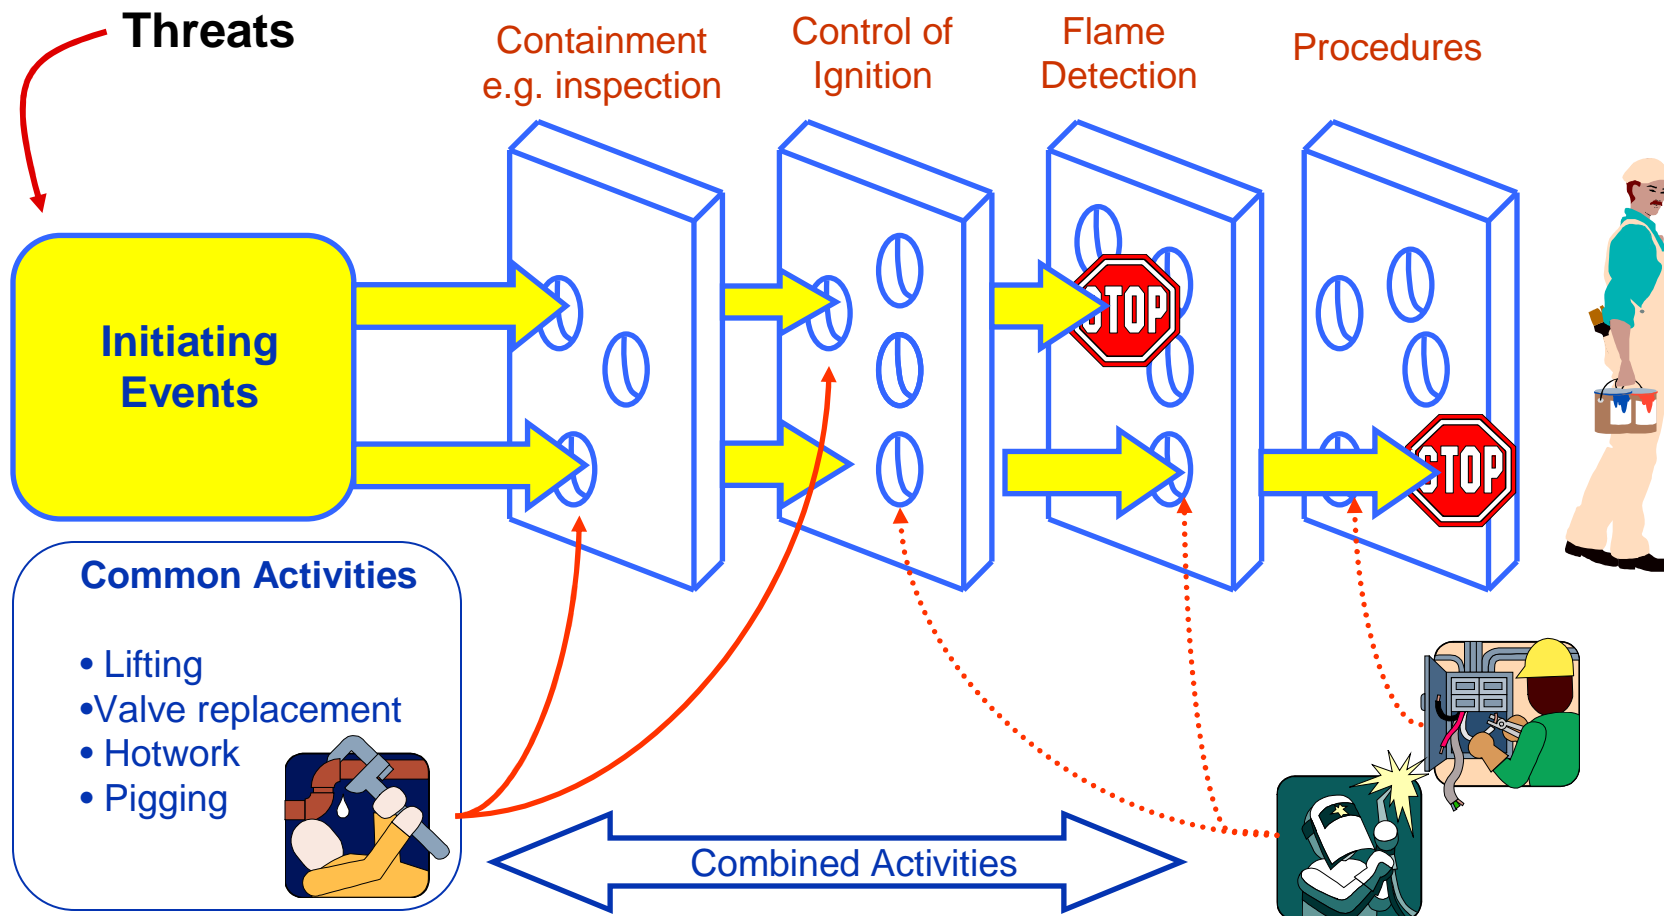 Threats
Containment
e.g. inspection
Control of
Ignition
Flame
Detection
Procedures
STOP
STOP
Initiating
Events
Common Activities
• Lifting
•Valve replacement
• Hotwork
• Pigging
Combined Activities